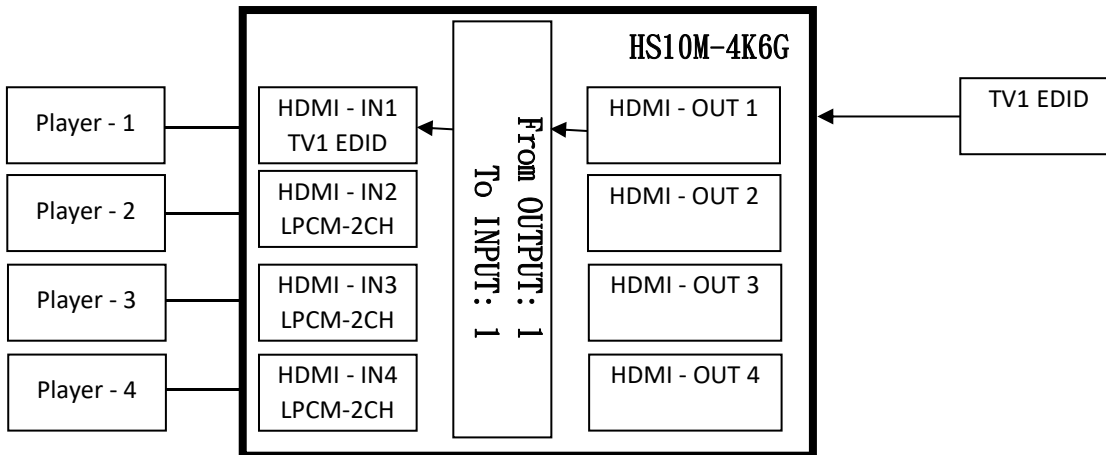 HS10M-4K6G
Player - 1
HDMI - IN1
TV1 EDID
Player - 2
HDMI - IN2
LPCM-2CH
Player - 3
HDMI - IN3
LPCM-2CH
Player - 4
HDMI - IN4
LPCM-2CH
From OUTPUT: 1
To INPUT: 1
HDMI - OUT 1
HDMI - OUT 2
HDMI - OUT 3
HDMI - OUT 4
TV1 EDID